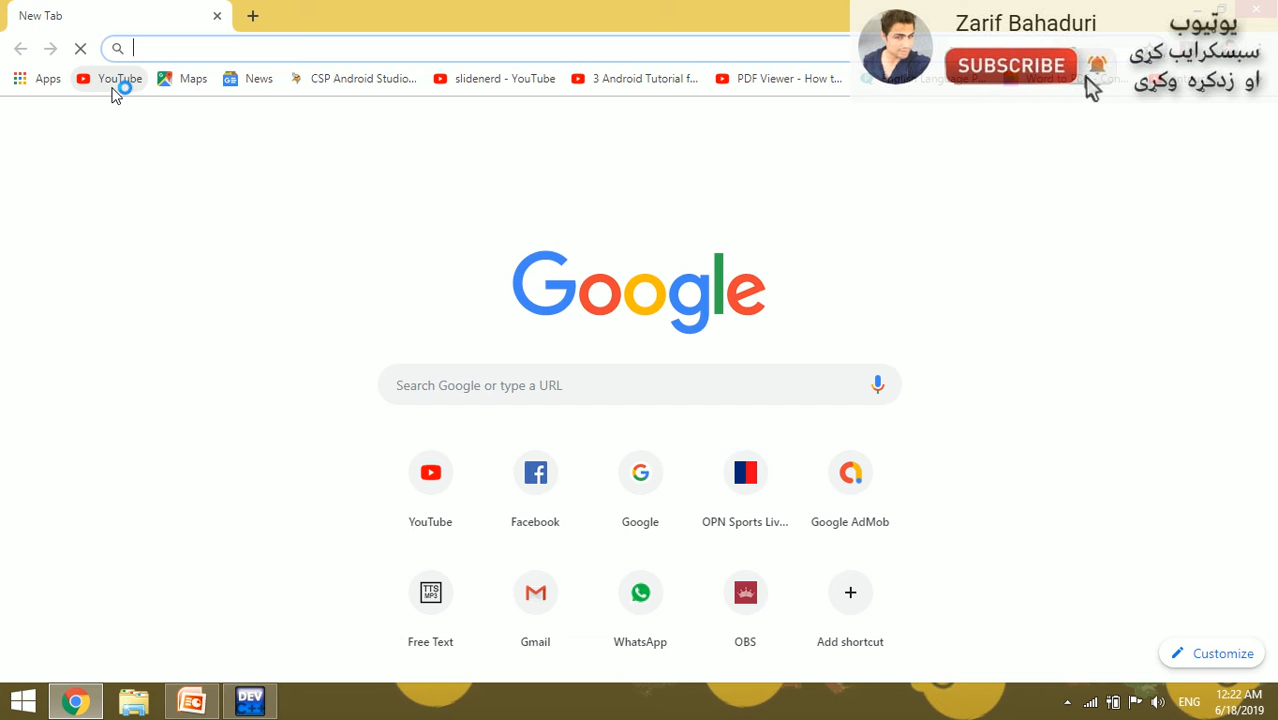 New Tab
Zarif Bahaduri
SUBSCRIBE
یوټیوب
سبسکرایب کړی
او زدکړه وکړی
Apps
YouTube
Maps
News
CSP Android Studio...
slidenerd - YouTube
3 Android Tutorial f...
PDF Viewer - How t...
Google
Search Google or type a URL
YouTube
Facebook
Google
OPN Sports Liv...
Google AdMob
TTS
MP3
Free Text
Gmail
WhatsApp
OBS
Add shortcut
Customize
DEV
C++
ENG
12:22 AM
6/18/2019